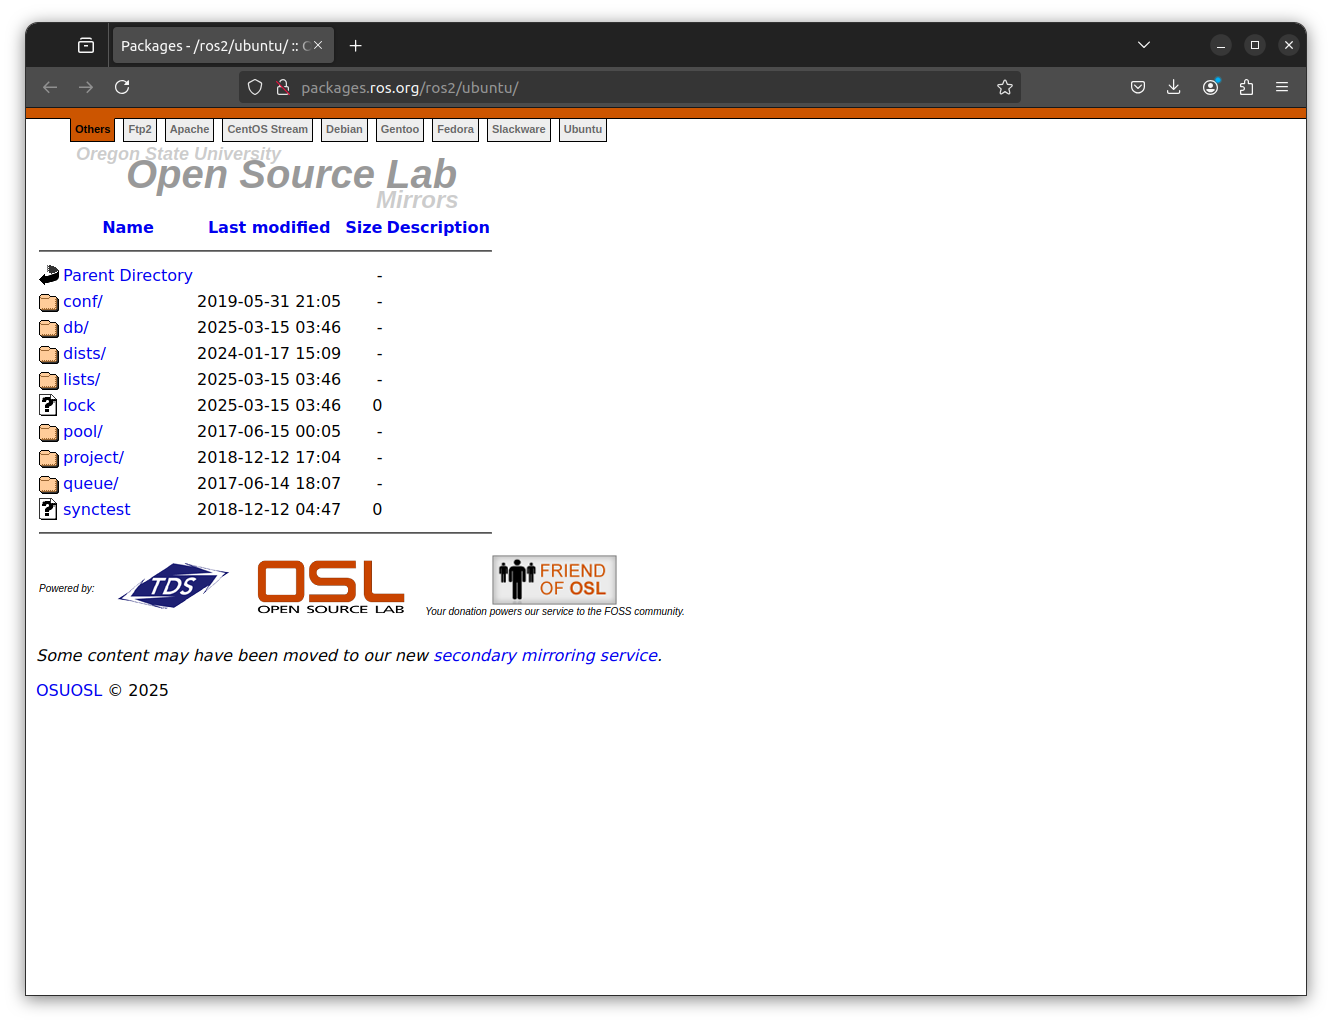 Packages - /ros2/ubuntu/ :: 
packages.ros.org/ros2/ubuntu/
Others Ftp2 Apache CentOS Stream Debian Gentoo Fedora Slackware Ubuntu
Oregon State University
Open Source Lab
Mirrors
Name Last modified Size Description
Parent Directory -
conf/ 2019-05-31 21:05 -
db/ 2025-03-15 03:46 -
dists/ 2024-01-17 15:09 -
lists/ 2025-03-15 03:46 -
lock 2025-03-15 03:46 0
pool/ 2017-06-15 00:05 -
project/ 2018-12-12 17:04 -
queue/ 2017-06-14 18:07 -
synctest 2018-12-12 04:47 0
Powered by:
TDS
OSL
OPEN SOURCE LAB
FRIEND
OF OSL
Your donation powers our service to the FOSS community.
Some content may have been moved to our new secondary mirroring service.
OSUOSL © 2025